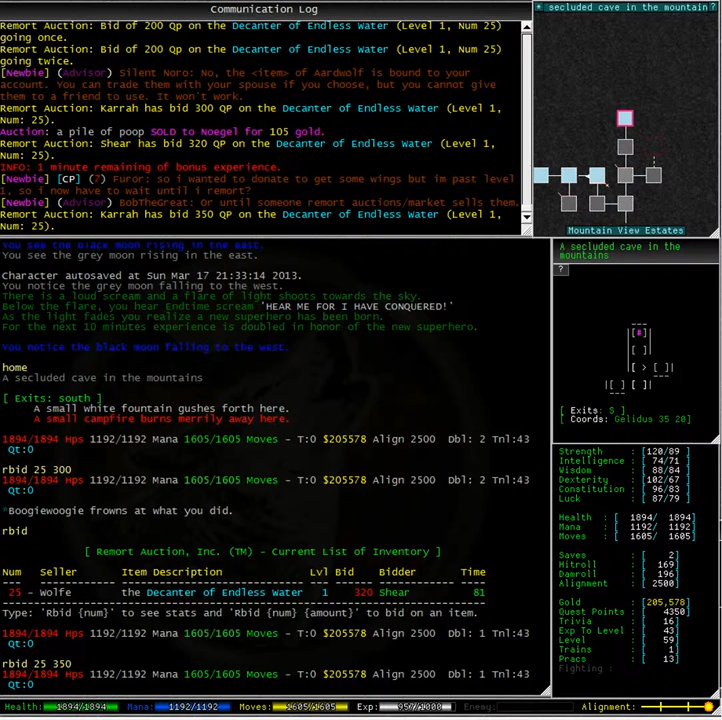 Communication Log
Remort Auction: Bid of 200 Qp on the Decanter of Endless Water (Level 1, Num 25)
going once.
Remort Auction: Bid of 200 Qp on the Decanter of Endless Water (Level 1, Num 25)
going twice.
[Newbie] (Advisor) Silent Noro: No, the <item> of Aardwolf is bound to your
account. You can trade them with your spouse if you choose, but you cannot give
them to a friend to use. It won't work.
Remort Auction: Karrah has bid 300 QP on the Decanter of Endless Water (Level 1,
Num: 25).
Auction: a pile of poop SOLD to Noegel for 105 gold.
Remort Auction: Shear has bid 320 QP on the Decanter of Endless Water (Level 1,
Num: 25).
INFO: 1 minute remaining of bonus experience.
[Newbie] [CP] (7) Furor: so i wanted to donate to get some wings but im past level
1, so i now have to wait until i remort?
[Newbie] (Advisor) BobTheGreat: Or until someone remort auctions/market sells them.
Remort Auction: Karrah has bid 350 QP on the Decanter of Endless Water (Level 1,
Num: 25).
* secluded cave in the mountain ?
Mountain View Estates
You see the black moon rising in the east.
You see the grey moon rising in the east.
Character autosaved at Sun Mar 17 21:33:14 2013.
You notice the grey moon falling to the west.
There is a loud scream and a flare of light shoots towards the sky.
Below the flare, you hear Endtime scream 'HEAR ME FOR I HAVE CONQUERED!'
As the light fades you realize a new superhero has been born.
For the next 10 minutes experience is doubled in honor of the new superhero.
You notice the black moon falling to the west.
home
A secluded cave in the mountains
[ Exits: south ]
A small white fountain gushes forth here.
A small campfire burns merrily away here.
1894/1894 Hps 1192/1192 Mana 1605/1605 Moves - T:0 $205578 Align 2500 Dbl: 2 Tnl:43
Qt:0
rbid 25 300
1894/1894 Hps 1192/1192 Mana 1605/1605 Moves - T:0 $205578 Align 2500 Dbl: 2 Tnl:43
Qt:0
*Boogiewoogie frowns at what you did.
rbid
[ Remort Auction, Inc. (TM) - Current List of Inventory ]
Num Seller Item Description Lvl Bid Bidder Time
--- --- --- --- --- --- ---
25 - Wolfe the Decanter of Endless Water 1 320 Shear 81
Type: 'Rbid {num}' to see stats and 'Rbid {num} {amount}' to bid on an item.
1894/1894 Hps 1192/1192 Mana 1605/1605 Moves - T:0 $205578 Align 2500 Dbl: 1 Tnl:43
Qt:0
rbid 25 350
1894/1894 Hps 1192/1192 Mana 1605/1605 Moves - T:0 $205578 Align 2500 Dbl: 1 Tnl:43
Qt:0
A secluded cave in the
mountains
?
---
|[#]|
|[ ]|
[ > [ ]|
---
|[ ] [ ]
[ Exits: S ]
[ Coords: Gelidus 35 20]
Strength : [120/89 ]
Intelligence : [ 74/71 ]
Wisdom : [ 88/84 ]
Dexterity : [102/67 ]
Constitution : [ 96/83 ]
Luck : [ 87/79 ]
Health : [ 1894/ 1894]
Mana : [ 1192/ 1192]
Moves : [ 1605/ 1605]
Saves : [ 2]
Hitroll : [ 169]
Damroll : [ 196]
Alignment : [ 2500]
Gold : [205,578]
Quest Points : [ 4350]
Trivia : [ 16]
Exp To Level : [ 43]
Level : [ 59]
Trains : [ 1]
Pracs : [ 13]
Fighting :
Health: 1894/1894 Mana: 1192/1192 Moves: 1605/1605 Exp: 957/1000 Enemy: Alignment: